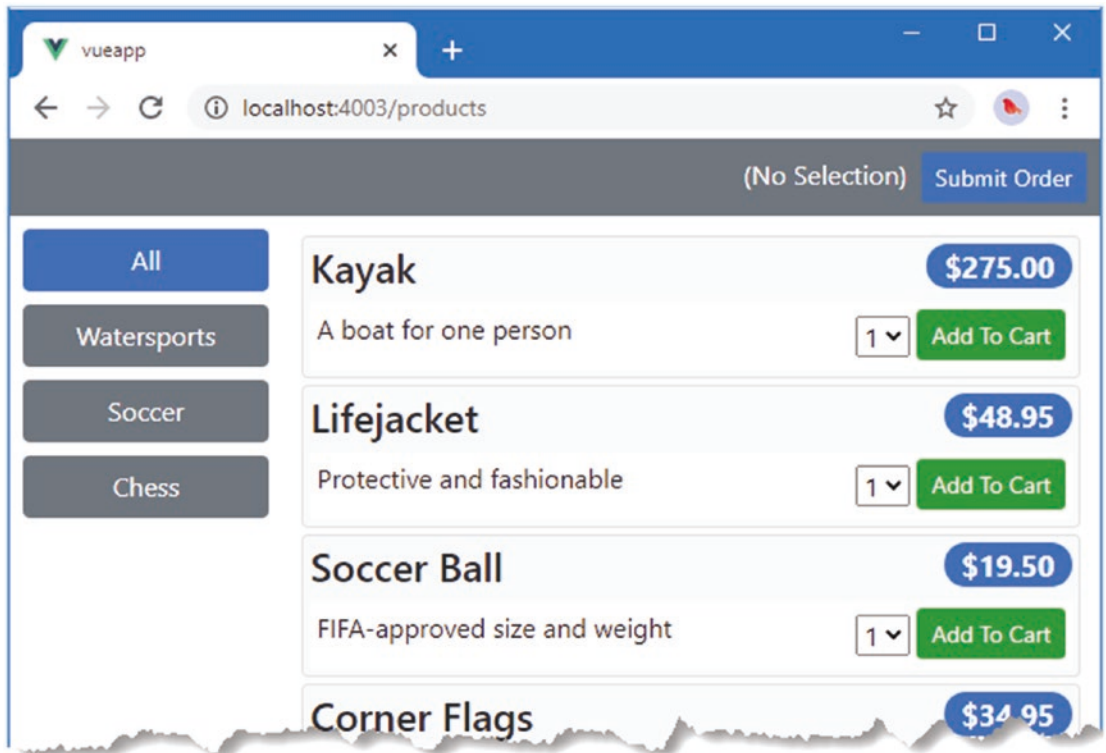 vueapp
localhost:4003/products
(No Selection) Submit Order
All
Watersports
Soccer
Chess
Kayak $275.00
A boat for one person 1 Add To Cart
Lifejacket $48.95
Protective and fashionable 1 Add To Cart
Soccer Ball $19.50
FIFA-approved size and weight 1 Add To Cart
Corner Flags $34.95